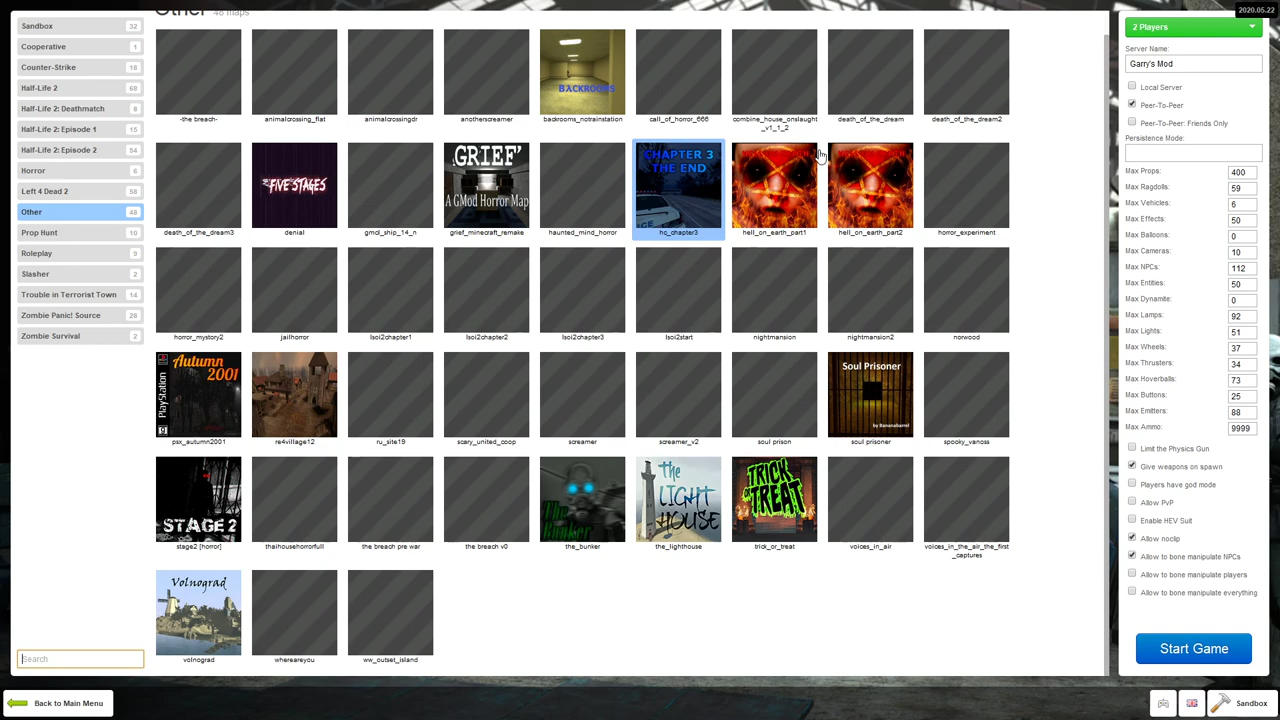 2020.05.22
Other 48 maps
Sandbox 32
Cooperative 1
Counter-Strike 18
Half-Life 2 68
Half-Life 2: Deathmatch 8
Half-Life 2: Episode 1 15
Half-Life 2: Episode 2 54
Horror 6
Left 4 Dead 2 58
Other 48
Prop Hunt 10
Roleplay 9
Slasher 2
Trouble in Terrorist Town 14
Zombie Panic! Source 28
Zombie Survival 2
Search
BACKROOMS
-the breach-
animalcrossing_flat
animalcrossingdr
anotherscreamer
backrooms_notrainstation
call_of_horror_666
combine_house_onslaught
_v1_1_2
death_of_the_dream
death_of_the_dream2
FIVE STAGES
GRIEF'
A GMod Horror Map
CHAPTER 3
THE END
death_of_the_dream3
denial
gmcl_ship_14_n
grief_minecraft_remake
haunted_mind_horror
hc_chapter3
hell_on_earth_part1
hell_on_earth_part2
horror_experiment
horror_mystory2
jailhorror
lsoi2chapter1
lsoi2chapter2
lsoi2chapter3
lsoi2start
nightmansion
nightmansion2
norwood
PlayStation
Autumn
2001
Soul Prisoner
by Bananabarrel
psx_autumn2001
re4village12
ru_site19
scary_united_coop
screamer
screamer_v2
soul prison
soul prisoner
spooky_vanoss
STAGE 2
The
Bunker
the
LIGHT
HOUSE
TRICK
or
TREAT
stage2 [horror]
thaihousehorrorfull
the breach pre war
the breach v0
the_bunker
the_lighthouse
trick_or_treat
voices_in_air
voices_in_the_air_the_first
_captures
Volnograd
volnograd
whereareyou
ww_outset_island
2 Players
Server Name:
Garry's Mod
Local Server
Peer-To-Peer
Peer-To-Peer: Friends Only
Persistence Mode:
Max Props: 400
Max Ragdolls: 59
Max Vehicles: 6
Max Effects: 50
Max Balloons: 0
Max Cameras: 10
Max NPCs: 112
Max Entities: 50
Max Dynamite: 0
Max Lamps: 92
Max Lights: 51
Max Wheels: 37
Max Thrusters: 34
Max Hoverballs: 73
Max Buttons: 25
Max Emitters: 88
Max Ammo: 9999
Limit the Physics Gun
Give weapons on spawn
Players have god mode
Allow PvP
Enable HEV Suit
Allow noclip
Allow to bone manipulate NPCs
Allow to bone manipulate players
Allow to bone manipulate everything
Start Game
Back to Main Menu
Sandbox